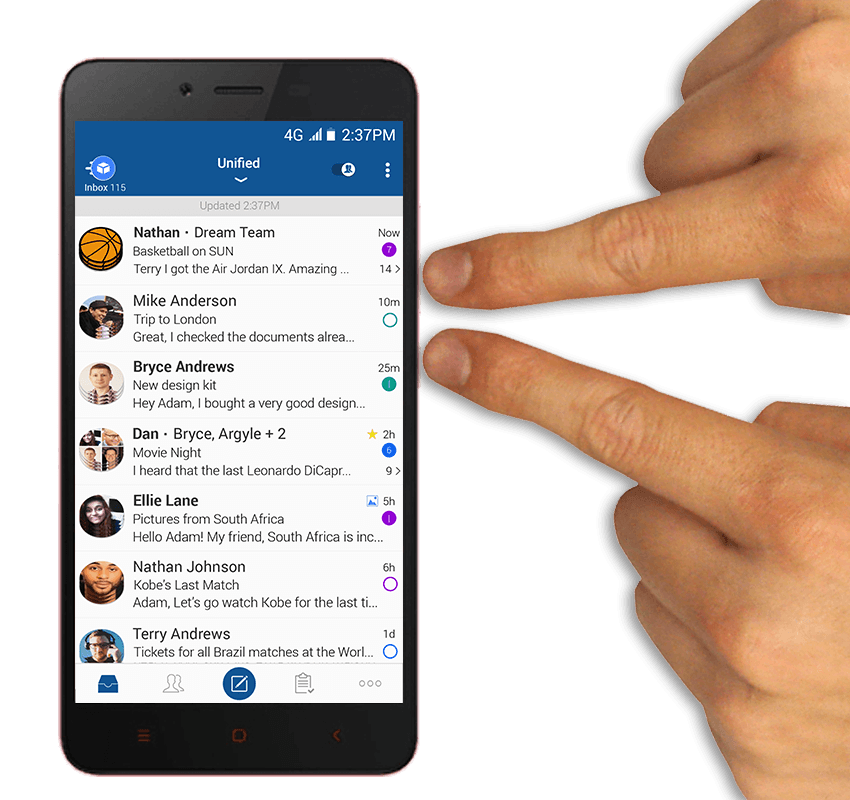 4G 2:37PM
Unified
Inbox 115
Updated 2:37PM
Nathan · Dream Team Now
Basketball on SUN 7
Terry I got the Air Jordan IX. Amazing ... 14 >
Mike Anderson 10m
Trip to London
Great, I checked the documents alrea...
Bryce Andrews 25m
New design kit 1
Hey Adam, I bought a very good design...
Dan · Bryce, Argyle + 2 2h
Movie Night 6
I heard that the last Leonardo DiCapr... 9 >
Ellie Lane 5h
Pictures from South Africa 1
Hello Adam! My friend, South Africa is inc...
Nathan Johnson 6h
Kobe's Last Match
Adam, Let's go watch Kobe for the last ti...
Terry Andrews 1d
Tickets for all Brazil matches at the Worl...